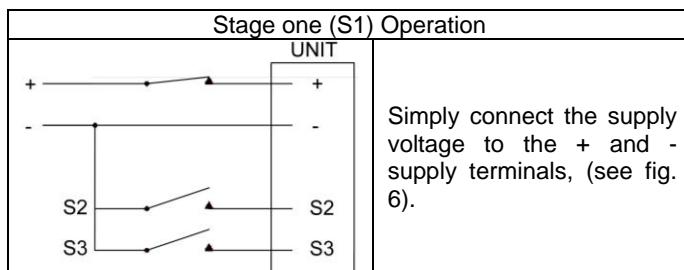 Stage one (S1) Operation
UNIT
+ +
- -
S2 S2
S3 S3
Simply connect the supply
voltage to the + and -
supply terminals, (see fig.
6).